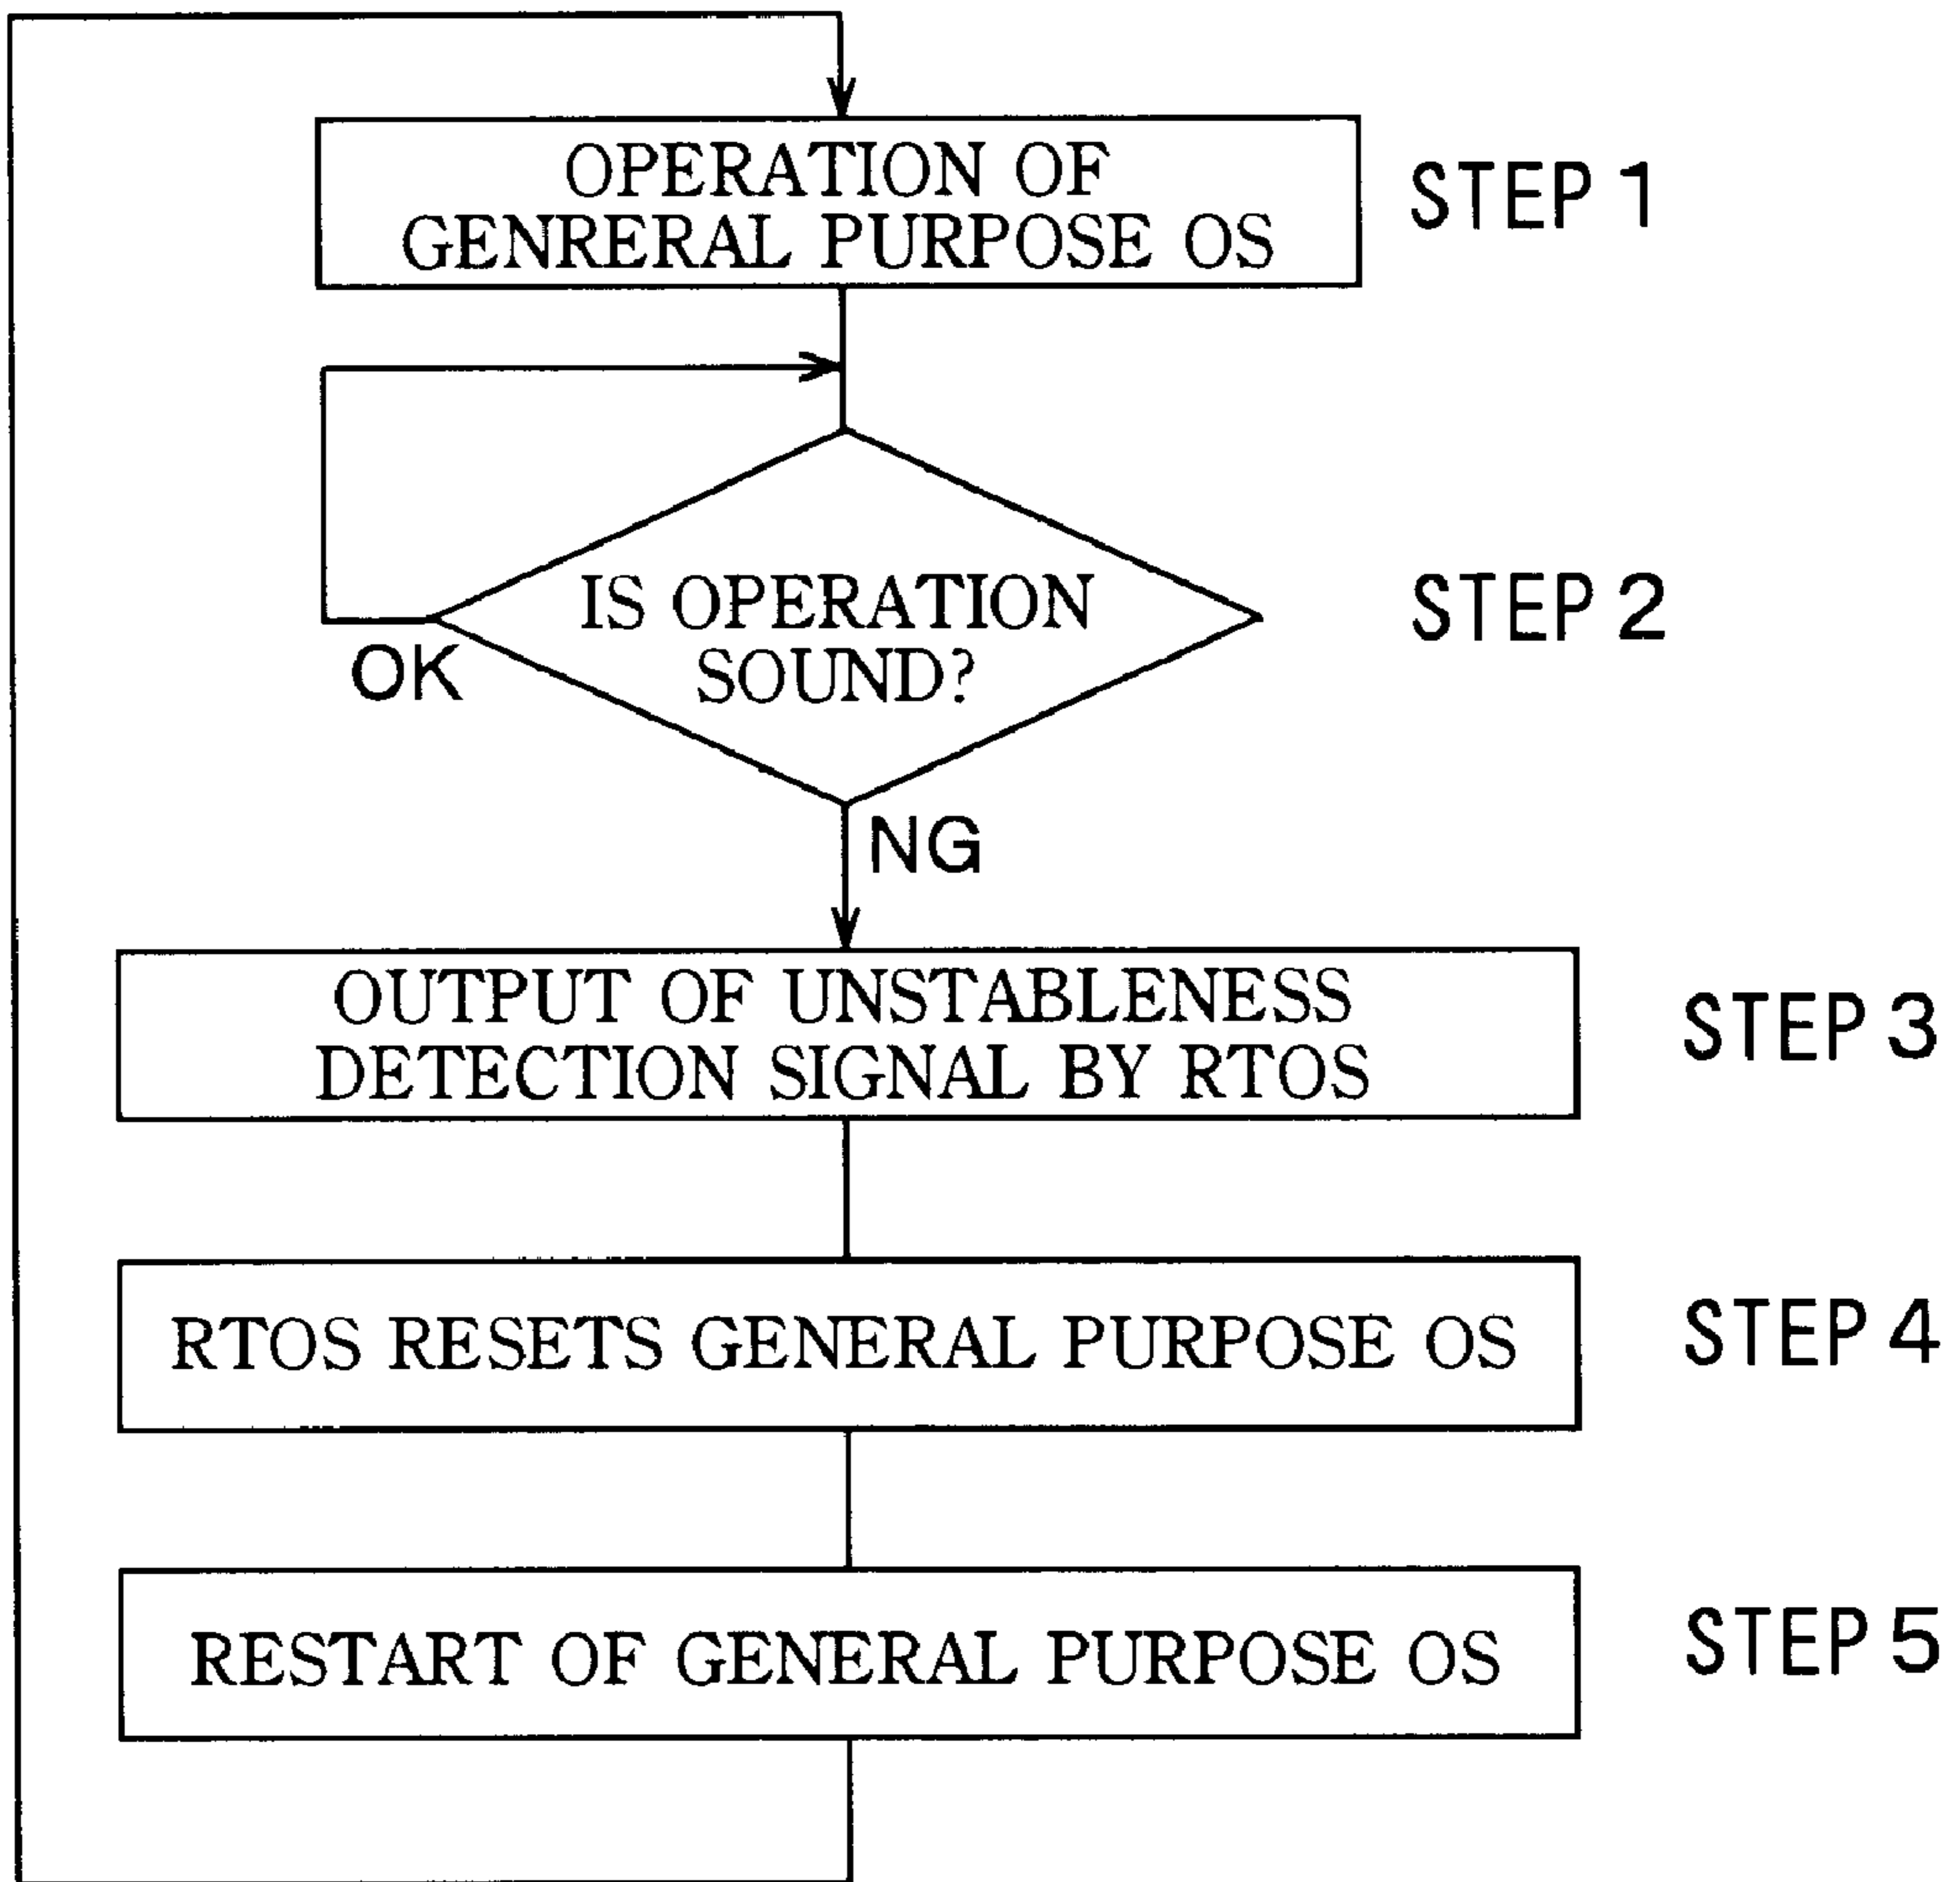 OPERATION OF
GENRERAL PURPOSE OS
STEP 1
IS OPERATION
SOUND?
STEP 2
OK
NG
OUTPUT OF UNSTABLENESS
DETECTION SIGNAL BY RTOS
STEP 3
RTOS RESETS GENERAL PURPOSE OS
STEP 4
RESTART OF GENERAL PURPOSE OS
STEP 5